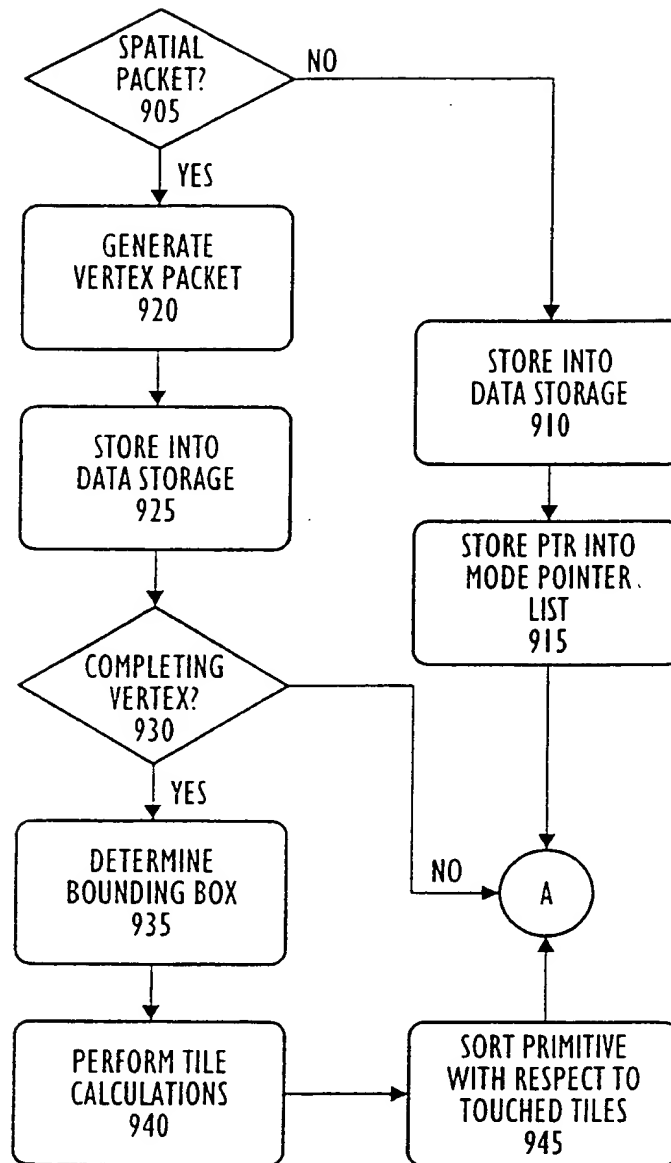 SPATIAL
PACKET?
905
NO
YES
GENERATE
VERTEX PACKET
920
STORE INTO
DATA STORAGE
910
STORE INTO
DATA STORAGE
925
STORE PTR INTO
MODE POINTER
LIST
915
COMPLETING
VERTEX?
930
YES
NO
DETERMINE
BOUNDING BOX
935
A
PERFORM TILE
CALCULATIONS
940
SORT PRIMITIVE
WITH RESPECT TO
TOUCHED TILES
945